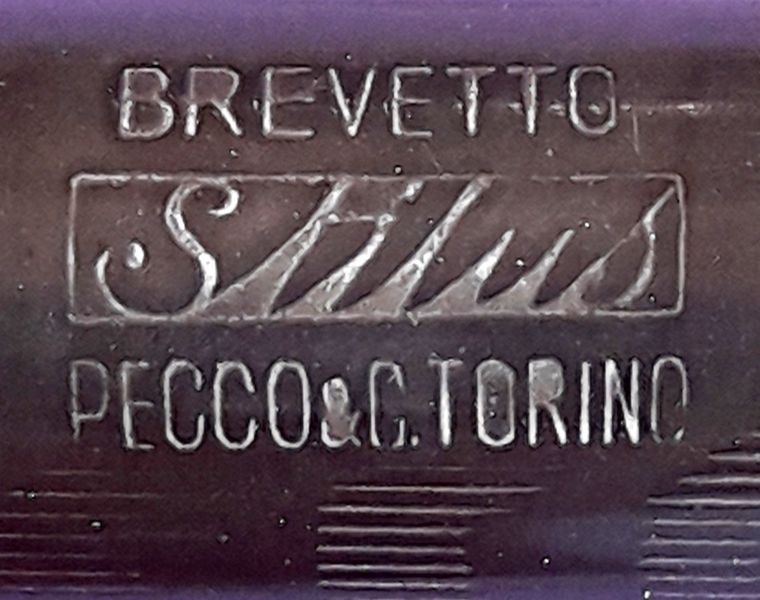 BREVETTO
Stilus
PECCO & C. TORINO